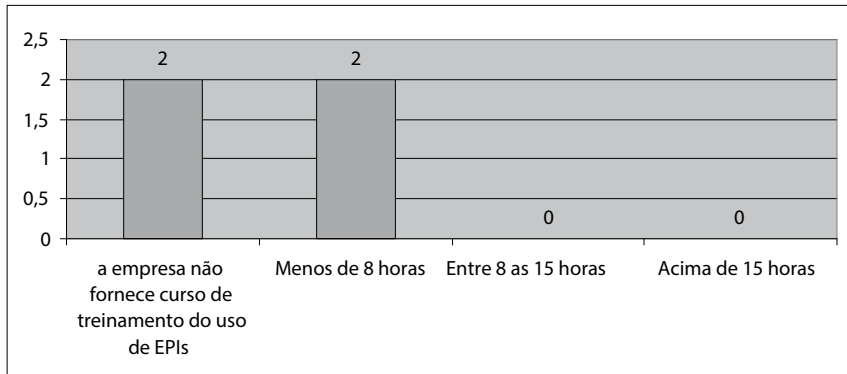 2,5
2
1,5
1
0,5
0
2
2
0
0
a empresa não
fornece curso de
treinamento do uso
de EPIs
Menos de 8 horas
Entre 8 as 15 horas
Acima de 15 horas